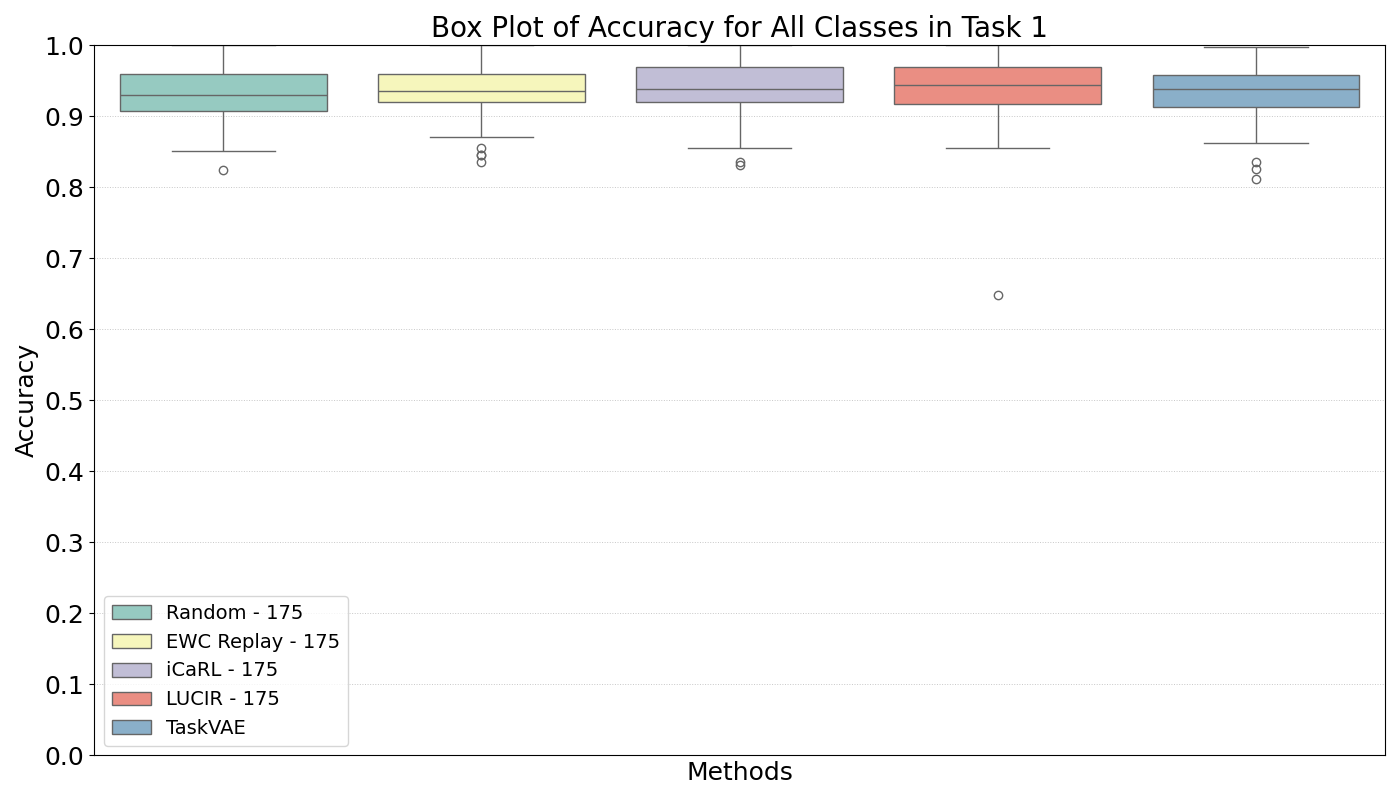 Box Plot of Accuracy for All Classes in Task 1
1.0
0.9
0.8
0.7
0.6
0.5
0.4
0.3
0.2
0.1
0.0
Accuracy
Random - 175
EWC Replay - 175
iCaRL - 175
LUCIR - 175
TaskVAE
Methods